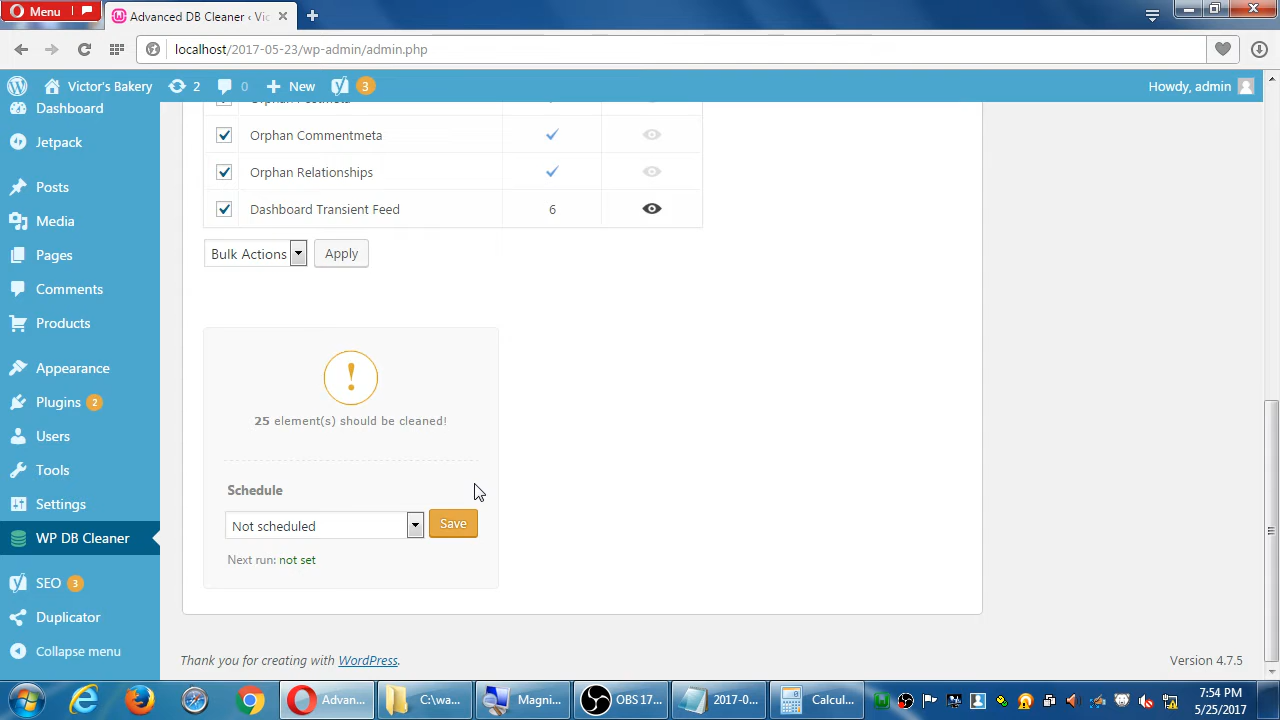 Menu
Advanced DB Cleaner ‹ Vic
localhost/2017-05-23/wp-admin/admin.php
Victor's Bakery
2
0
New
3
Howdy, admin
Dashboard
Jetpack
Posts
Media
Pages
Comments
Products
Appearance
Plugins 2
Users
Tools
Settings
WP DB Cleaner
SEO 3
Duplicator
Collapse menu
Orphan Commentmeta
Orphan Relationships
Dashboard Transient Feed 6
Bulk Actions Apply
!
25 element(s) should be cleaned!
Schedule
Not scheduled Save
Next run: not set
Thank you for creating with WordPress.
Version 4.7.5
Advan...
C:\wa...
Magni...
OBS 17...
2017-0...
Calcul...
7:54 PM
5/25/2017